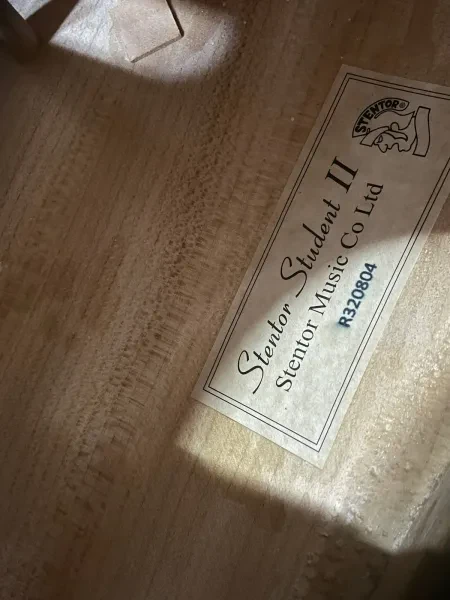 STENTOR®
Stentor Student II
Stentor Music Co Ltd
R320804